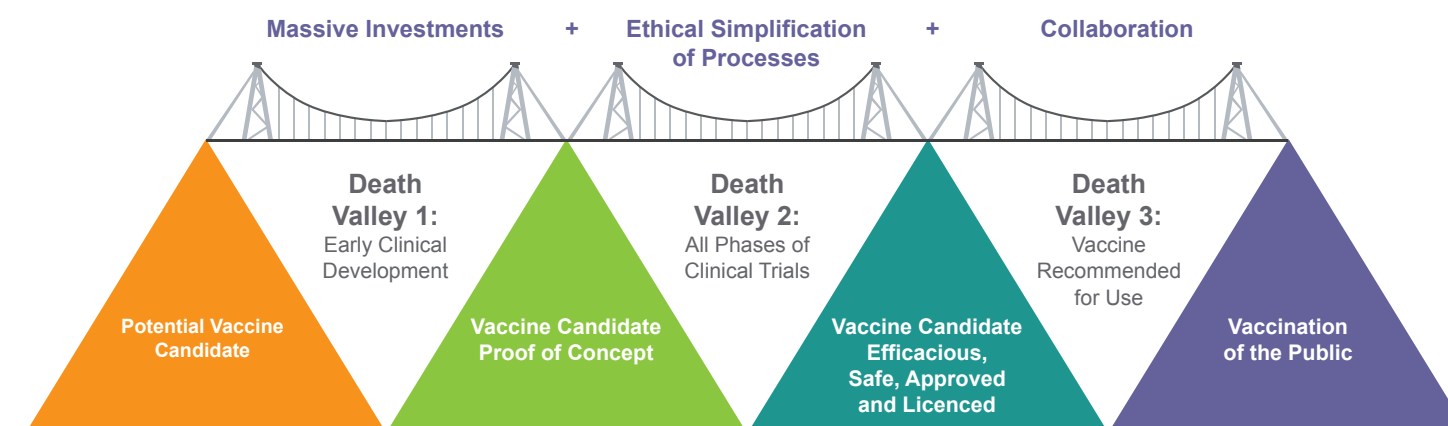 Massive Investments + Ethical Simplification + Collaboration
of Processes
Death
Valley 1:
Early Clinical
Development
Death
Valley 2:
All Phases of
Clinical Trials
Death
Valley 3:
Vaccine
Recommended
for Use
Potential Vaccine
Candidate
Vaccine Candidate
Proof of Concept
Vaccine Candidate
Efficacious,
Safe, Approved
and Licenced
Vaccination
of the Public